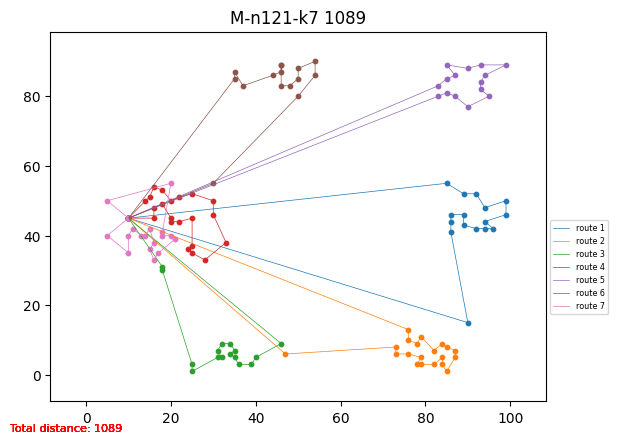 M-n121-k7 1089
80
60
40
20
0
0
20
40
60
80
100
route 1
route 2
route 3
route 4
route 5
route 6
route 7
Total distance: 1089